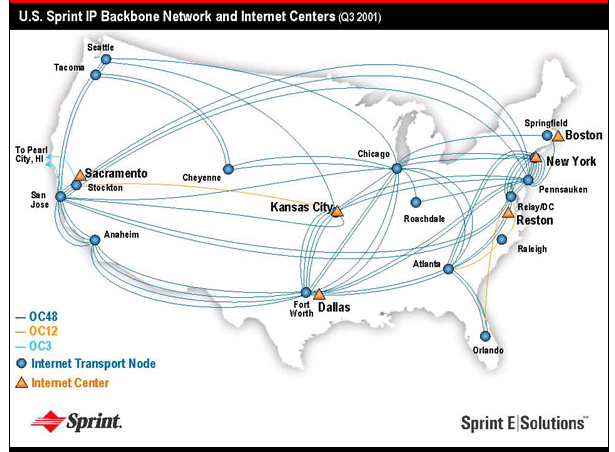 U.S. Sprint IP Backbone Network and Internet Centers (Q3 2001)
Seattle
Tacoma
Springfield
Boston
To Pearl
City, HI
Chicago
New York
Sacramento
Stockton
Cheyenne
Pennsauken
San
Jose
Kansas City
Roachdale
Relay/DC
Reston
Anaheim
Raleigh
Atlanta
Fort
Worth
Dallas
OC48
OC12
OC3
Orlando
Internet Transport Node
Internet Center
Sprint.
Sprint E|Solutions